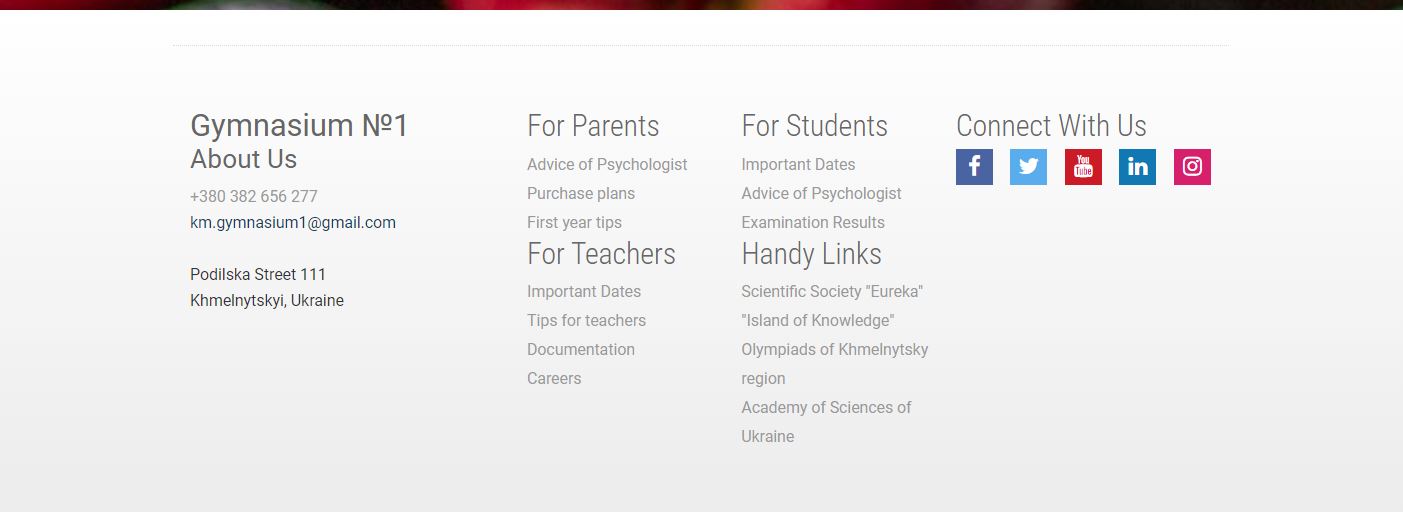 Gymnasium №1
About Us
+380 382 656 277
km.gymnasium1@gmail.com
Podilska Street 111
Khmelnytskyi, Ukraine
For Parents
Advice of Psychologist
Purchase plans
First year tips
For Teachers
Important Dates
Tips for teachers
Documentation
Careers
For Students
Important Dates
Advice of Psychologist
Examination Results
Handy Links
Scientific Society "Eureka"
"Island of Knowledge"
Olympiads of Khmelnytsky
region
Academy of Sciences of
Ukraine
Connect With Us
f
You
Tube
in